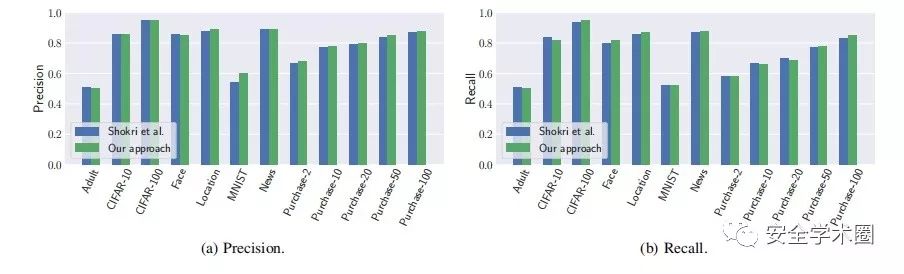 Precision
1.0
0.8
0.6
0.4
0.2
0.0
Shokri et al.
Our approach
Adult
CIFAR-10
CIFAR-100
Face
Location
MNIST
News
Purchase-2
Purchase-10
Purchase-20
Purchase-50
Purchase-100
(a) Precision.
Recall
1.0
0.8
0.6
0.4
0.2
0.0
Shokri et al.
Our approach
Adult
CIFAR-10
CIFAR-100
Face
Location
MNIST
News
Purchase-2
Purchase-10
Purchase-20
Purchase-50
Purchase-100
(b) Recall.
安全学术圈